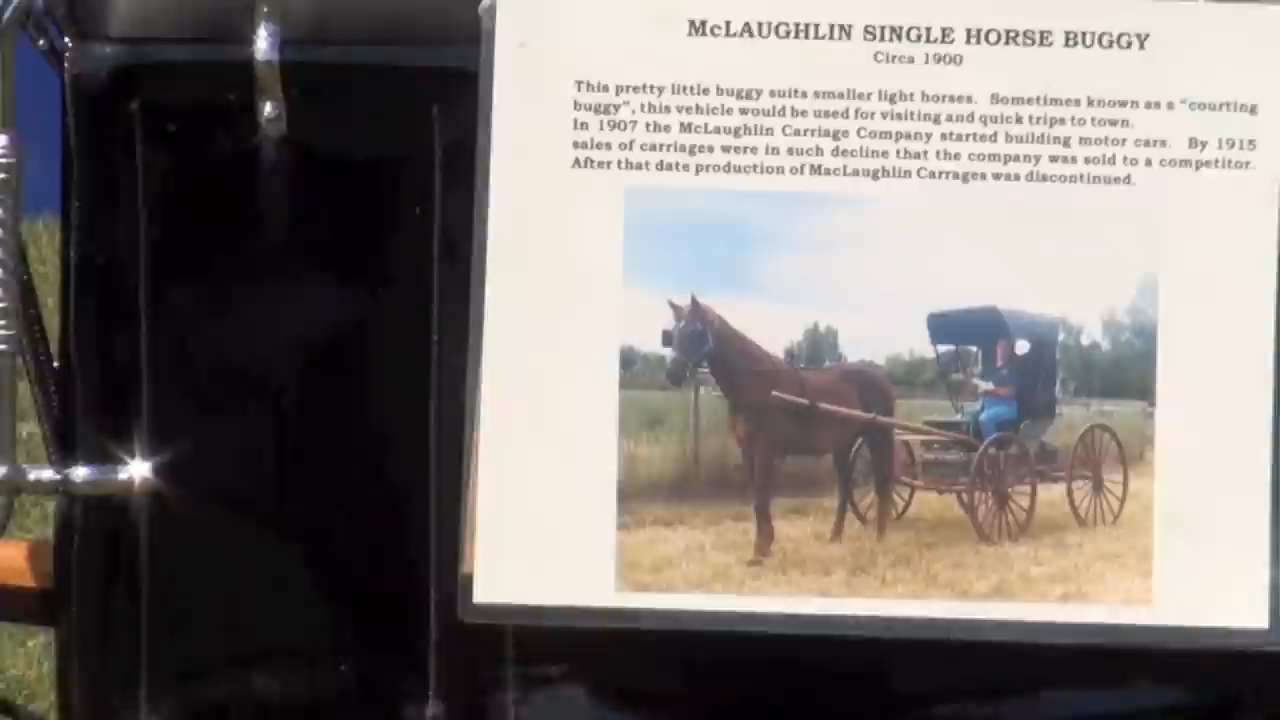 McLAUGHLIN SINGLE HORSE BUGGY
Circa 1900
This pretty little buggy suits smaller light horses. Sometimes known as a "courting
buggy", this vehicle would be used for visiting and quick trips to town.
In 1907 the McLaughlin Carriage Company started building motor cars. By 1915
sales of carriages were in such decline that the company was sold to a competitor.
After that date production of MacLaughlin Carrages was discontinued.